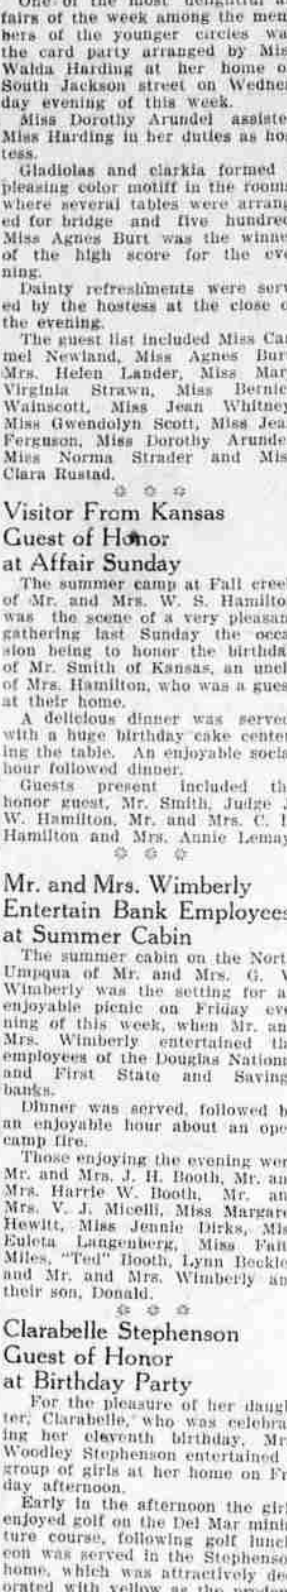 One of the most delightful af
fairs of the week among the mem
bers of the younger circles wa
the card party arranged by Mis
Walda Harding at her home o
South Jackson street on Wednes
day evening of this week.
Miss Dorothy Arundel assiste
Miss Harding in her duties as hos
tess.
Gladiolas and clarkia formed
pleasing color motiff in the rooms
where several tables were arrang
ed for bridge and five hundred
Miss Agnes Burt was the winne
of the high score for the eve
ning.
Dainty refreshments were serv
ed by the hostess at the close o
the evening.
The guest list included Miss Car
mel Newland, Miss Agnes Bur
Mrs. Helen Lander, Miss Mar
Virginia Strawn, Miss Bernic
Wainscott, Miss Jean Whitney
Miss Gwendolyn Scott, Miss Jea
Ferguson, Miss Dorothy Arunde
Miss Norma Strader and Mis
Clara Rustad.
Visitor From Kansas
Guest of Honor
at Affair Sunday
The summer camp at Fall cree
of Mr. and Mrs. W. S. Hamilto
was the scene of a very pleasan
gathering last Sunday the occa
sion being to honor the birthda
of Mr. Smith of Kansas, an uncl
of Mrs. Hamilton, who was a gues
at their home.
A delicious dinner was served
with a huge birthday cake center
ing the table. An enjoyable socia
hour followed dinner.
Guests present included th
honor guest, Mr. Smith, Judge
W. Hamilton, Mr. and Mrs. C.
Hamilton and Mrs. Annie Lemay
Mr. and Mrs. Wimberly
Entertain Bank Employees
at Summer Cabin
The summer cabin on the Nort
Umpqua of Mr. and Mrs. G.
Wimberly was the setting for a
enjoyable picnic on Friday eve
ning of this week, when Mr. an
Mrs. Wimberly entertained th
employees of the Douglas Nationa
and First State and Saving
banks.
Dinner was served, followed b
an enjoyable hour about an ope
camp fire.
Those enjoying the evening wer
Mr. and Mrs. J. H. Booth, Mr. an
Mrs. Harrie W. Booth, Mr. an
Mrs. V. J. Micelli, Miss Margare
Hewitt, Miss Jennie Dirks, Mis
Euleta Langenberg, Miss Fait
Miles, "Ted" Booth, Lynn Beckle
and Mr. and Mrs. Wimberly an
their son, Donald.
Clarabelle Stephenson
Guest of Honor
at Birthday Party
For the pleasure of her daugh
ter, Clarabelle, who was celebra
ing her eleventh birthday, Mr
Woodley Stephenson entertained
group of girls at her home on Fr
day afternoon.
Early in the afternoon the girl
enjoyed golf on the Del Mar minia
ture course, following golf lunch
eon was served in the Stephenso
home, which was attractively dec
orated with yellow as the